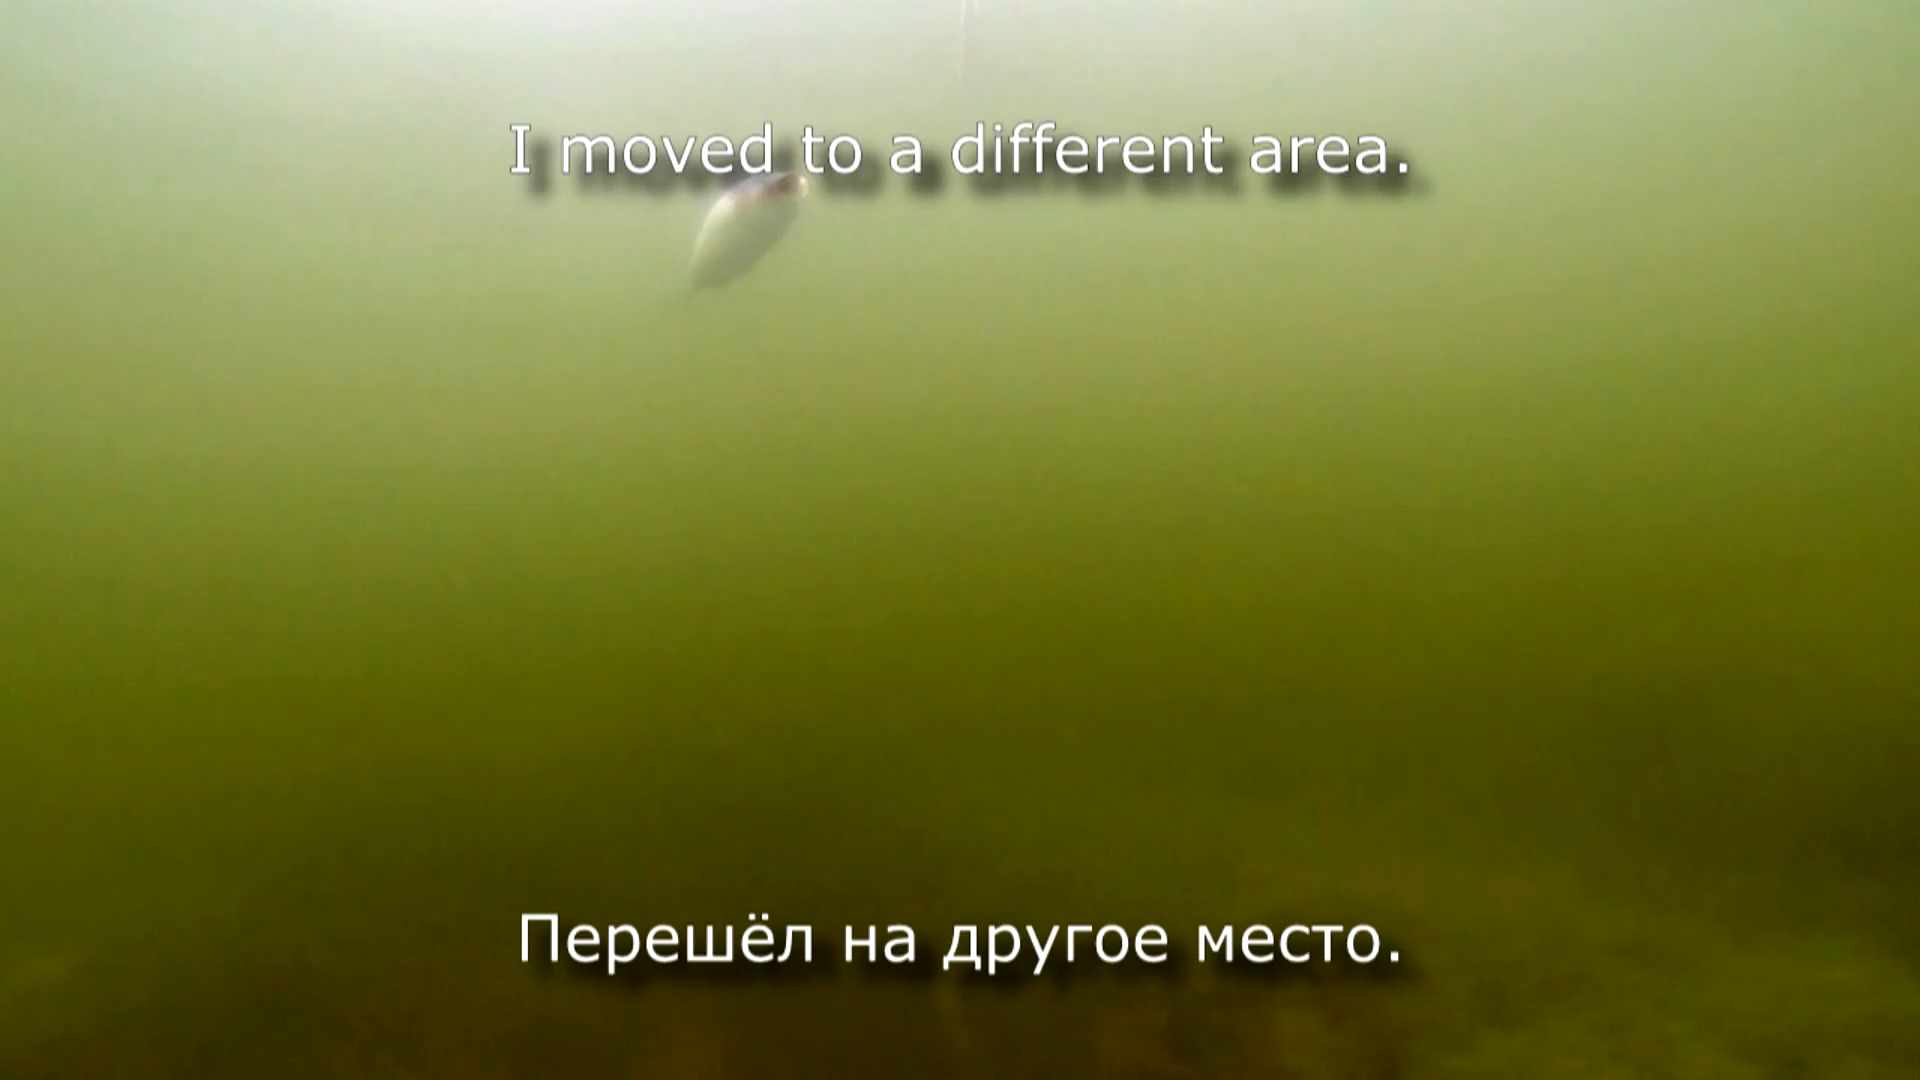 I moved to a different area.
Перешёл на другое место.